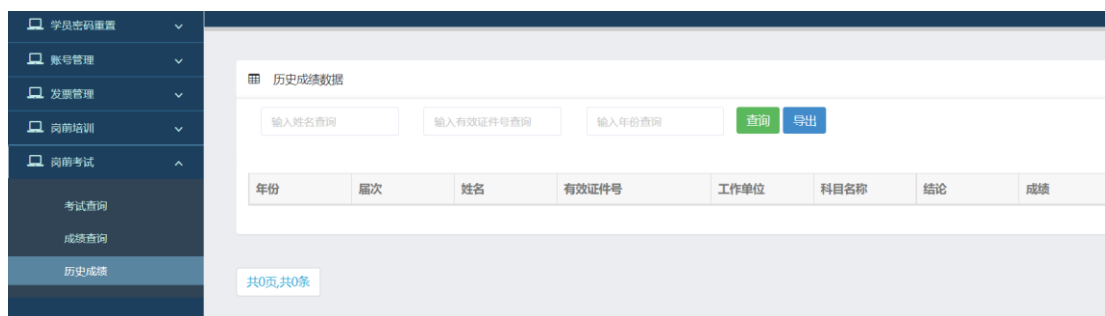 学员密码重置
账号管理
发票管理
岗前培训
岗前考试
考试查询
成绩查询
历史成绩
历史成绩数据
输入姓名查询 输入有效证件号查询 输入年份查询 查询 导出
年份 届次 姓名 有效证件号 工作单位 科目名称 结论 成绩
共0页,共0条